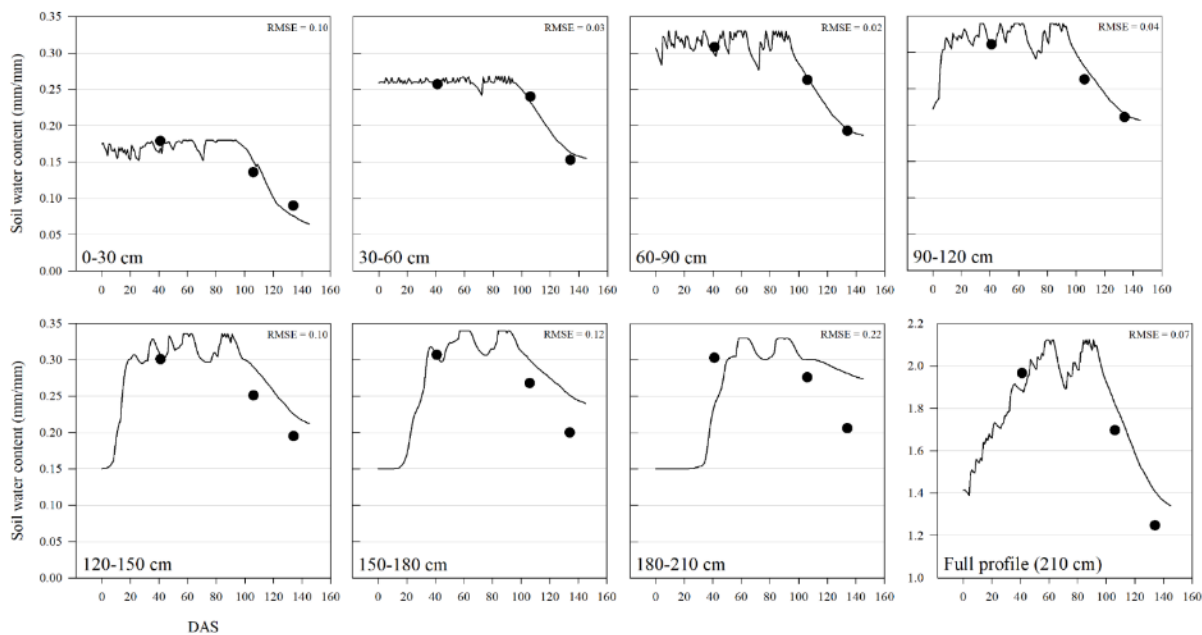 Soil water content (mm/mm)
0.35
0.30
0.25
0.20
0.15
0.10
0.05
0.00
RMSE = 0.10
0-30 cm
0 20 40 60 80 100 120 140 160
RMSE = 0.03
30-60 cm
0 20 40 60 80 100 120 140 160
RMSE = 0.02
60-90 cm
0 20 40 60 80 100 120 140 160
RMSE = 0.04
90-120 cm
0 20 40 60 80 100 120 140 160
Soil water content (mm/mm)
0.35
0.30
0.25
0.20
0.15
0.10
0.05
0.00
RMSE = 0.10
120-150 cm
0 20 40 60 80 100 120 140 160
RMSE = 0.12
150-180 cm
0 20 40 60 80 100 120 140 160
RMSE = 0.22
180-210 cm
0 20 40 60 80 100 120 140 160
2.2
2.0
1.8
1.6
1.4
1.2
1.0
RMSE = 0.07
Full profile (210 cm)
0 20 40 60 80 100 120 140 160
DAS